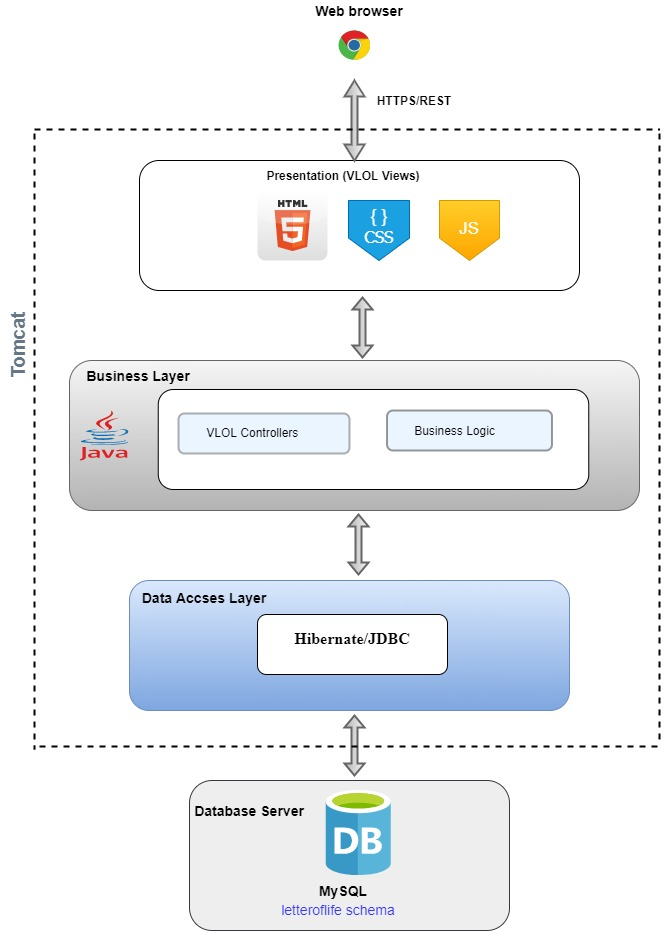 Web browser
HTTPS/REST
Tomcat
Presentation (VLOL Views)
HTML
5
{ }
CSS
JS
Business Layer
Java
VLOL Controllers
Business Logic
Data Accses Layer
Hibernate/JDBC
Database Server
DB
MySQL
letteroflife schema